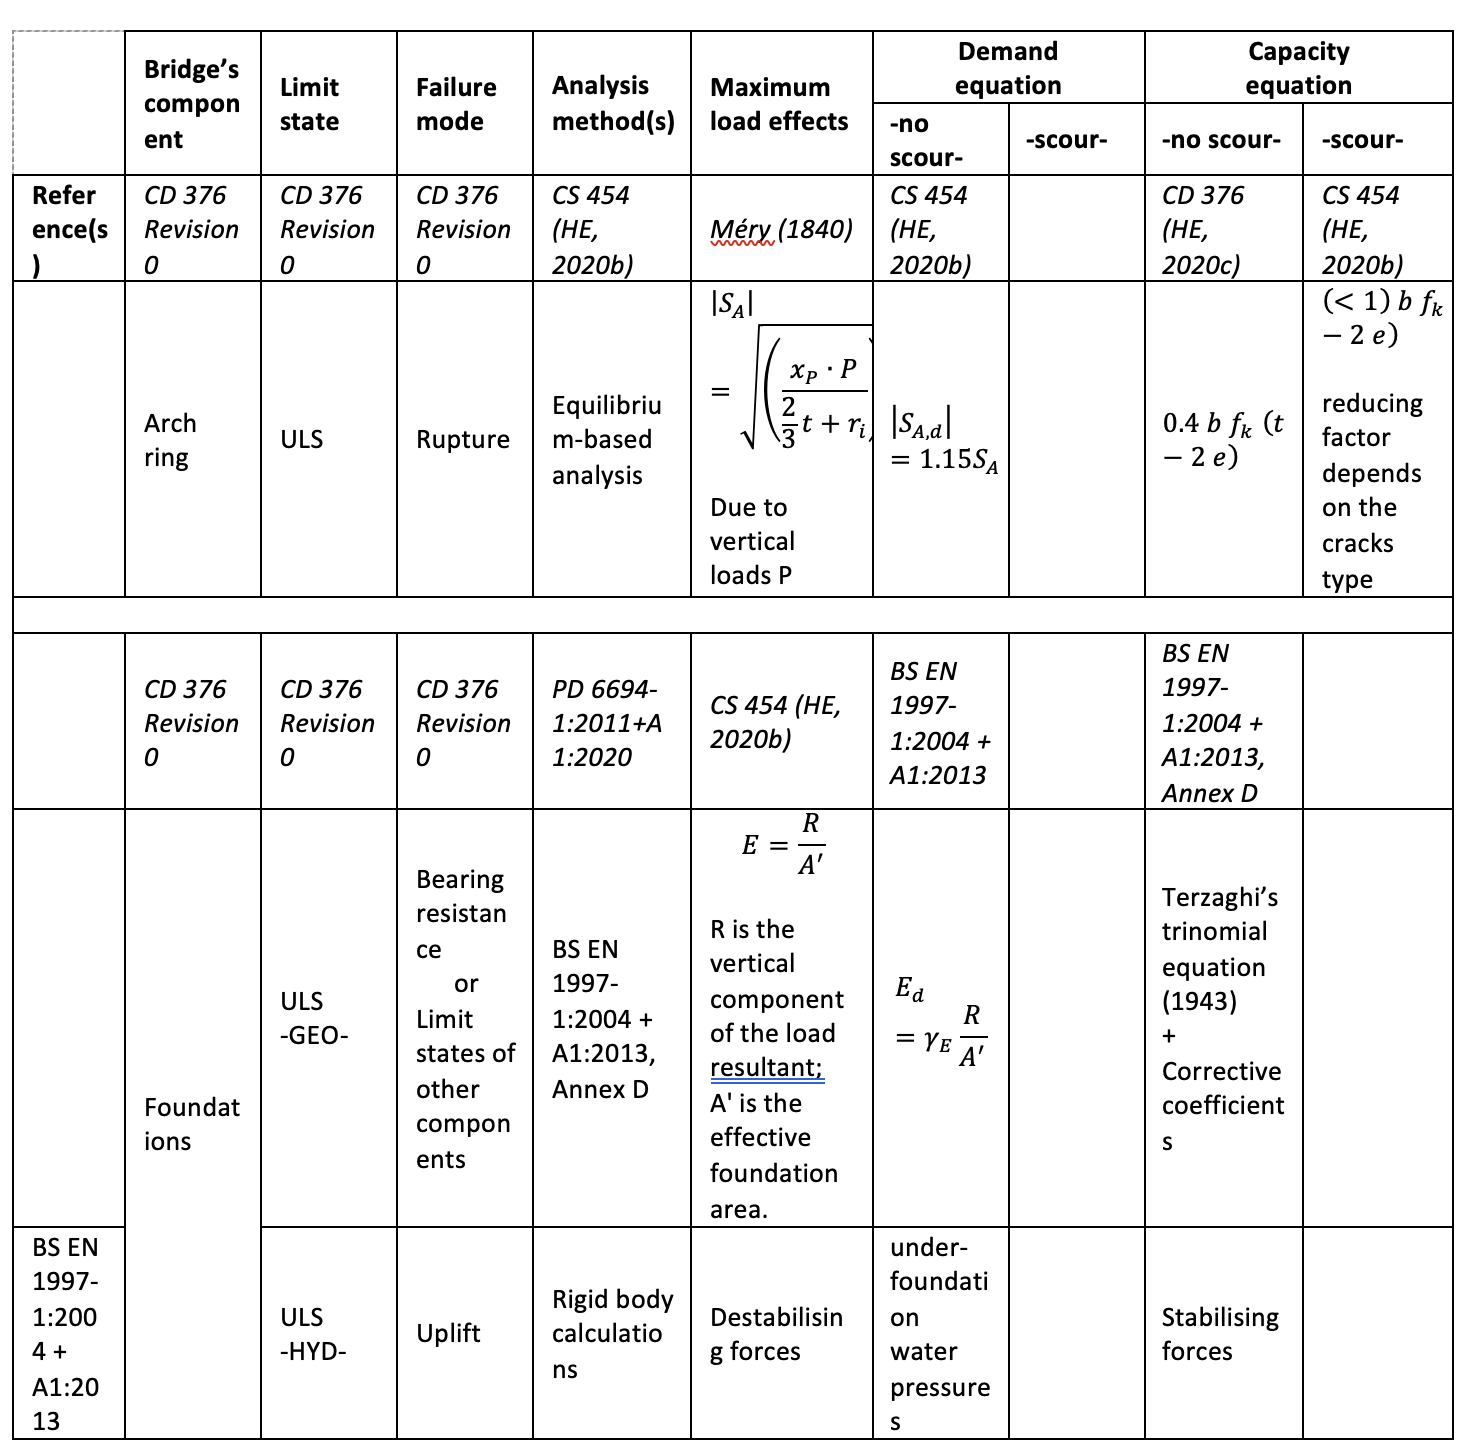 Bridge's
compon
ent
Limit
state
Failure
mode
Analysis
method(s)
Maximum
load effects
Demand
equation
Capacity
equation
-no
scour-
-scour-
-no scour-
-scour-
Refer
ence(s
)
CD 376
Revision
0
CD 376
Revision
0
CD 376
Revision
0
CS 454
(HE,
2020b)
Méry (1840)
CS 454
(HE,
2020b)
CD 376
(HE,
2020c)
CS 454
(HE,
2020b)
Arch
ring
ULS
Rupture
Equilibriu
m-based
analysis
|S_A|
= √((x_P · P)/(2/3 t + r_i
Due to
vertical
loads P
|S_{A,d}|
= 1.15S_A
0.4 b f_k (t
− 2 e)
(< 1) b f_k
− 2 e)
reducing
factor
depends
on the
cracks
type
CD 376
Revision
0
CD 376
Revision
0
CD 376
Revision
0
PD 6694-
1:2011+A
1:2020
CS 454 (HE,
2020b)
BS EN
1997-
1:2004 +
A1:2013
BS EN
1997-
1:2004 +
A1:2013,
Annex D
Foundat
ions
ULS
-GEO-
Bearing
resistan
ce
or
Limit
states of
other
compon
ents
BS EN
1997-
1:2004 +
A1:2013,
Annex D
E = R/A′
R is the
vertical
component
of the load
resultant;
A' is the
effective
foundation
area.
E_d
= γ_E R/A′
Terzaghi's
trinomial
equation
(1943)
+
Corrective
coefficient
s
BS EN
1997-
1:200
4 +
A1:20
13
ULS
-HYD-
Uplift
Rigid body
calculatio
ns
Destabilisin
g forces
under-
foundati
on
water
pressure
s
Stabilising
forces